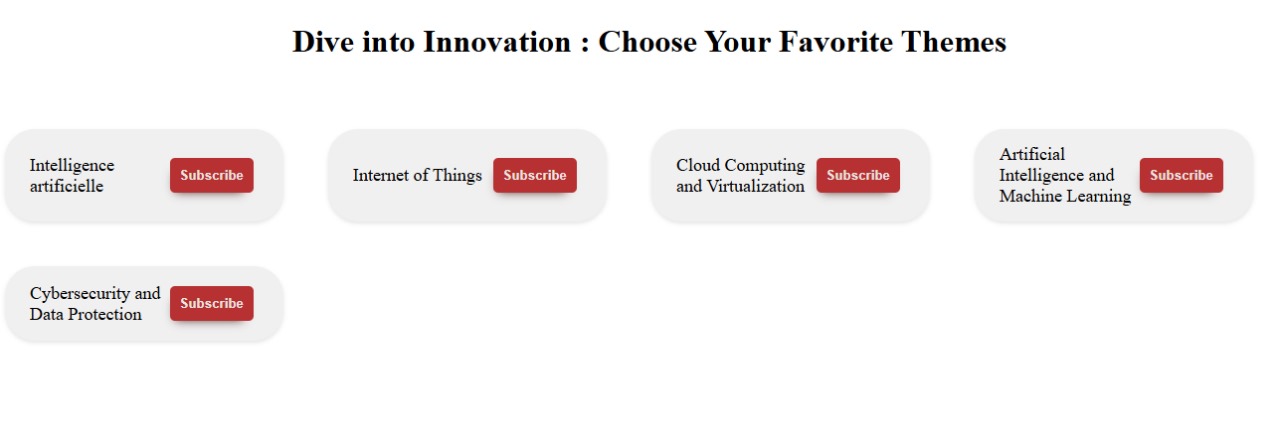 Dive into Innovation : Choose Your Favorite Themes
Intelligence
artificielle
Subscribe
Internet of Things
Subscribe
Cloud Computing
and Virtualization
Subscribe
Artificial
Intelligence and
Machine Learning
Subscribe
Cybersecurity and
Data Protection
Subscribe